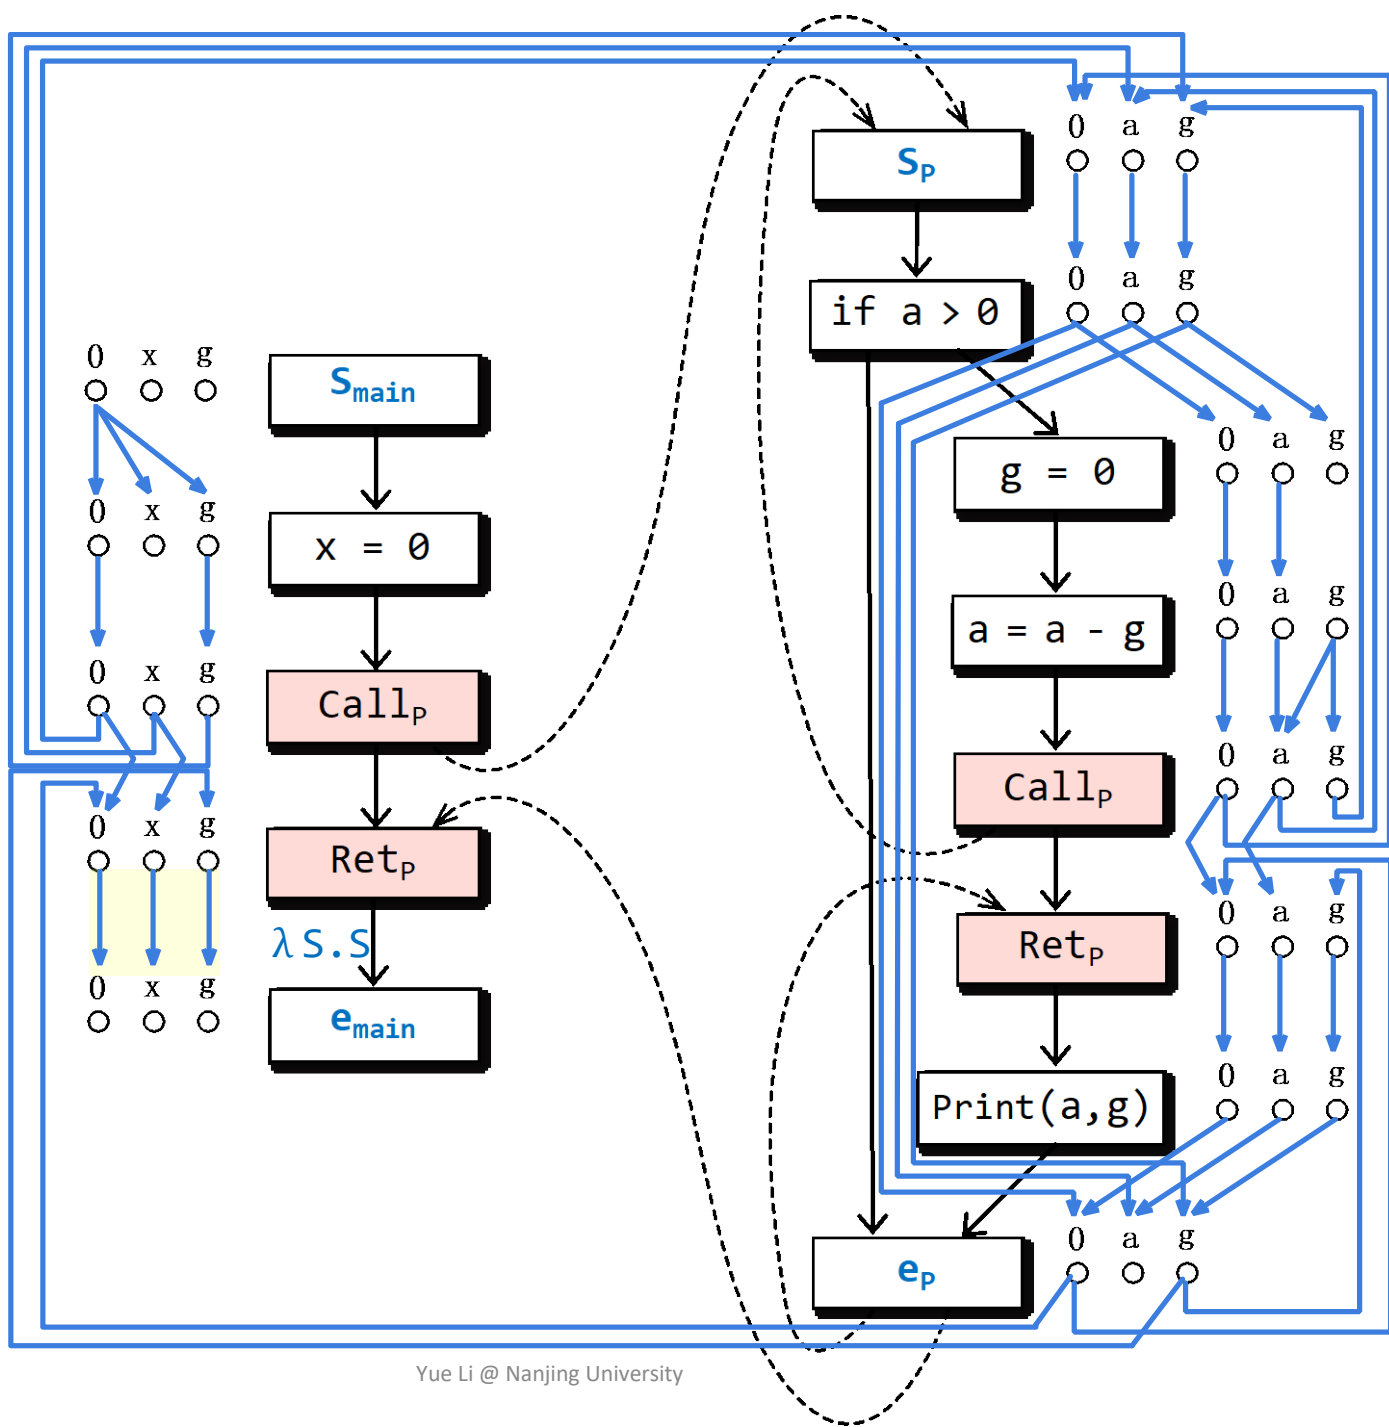 0 a g
S_P
0 a g
if a > 0
0 x g
S_main
0 a g
g = 0
0 x g
x = 0
0 a g
a = a - g
0 x g
Call_P
0 a g
Call_P
0 x g
Ret_P
0 a g
Ret_P
λ S.S
0 x g
e_main
0 a g
Print(a,g)
0 a g
e_P
Yue Li @ Nanjing University